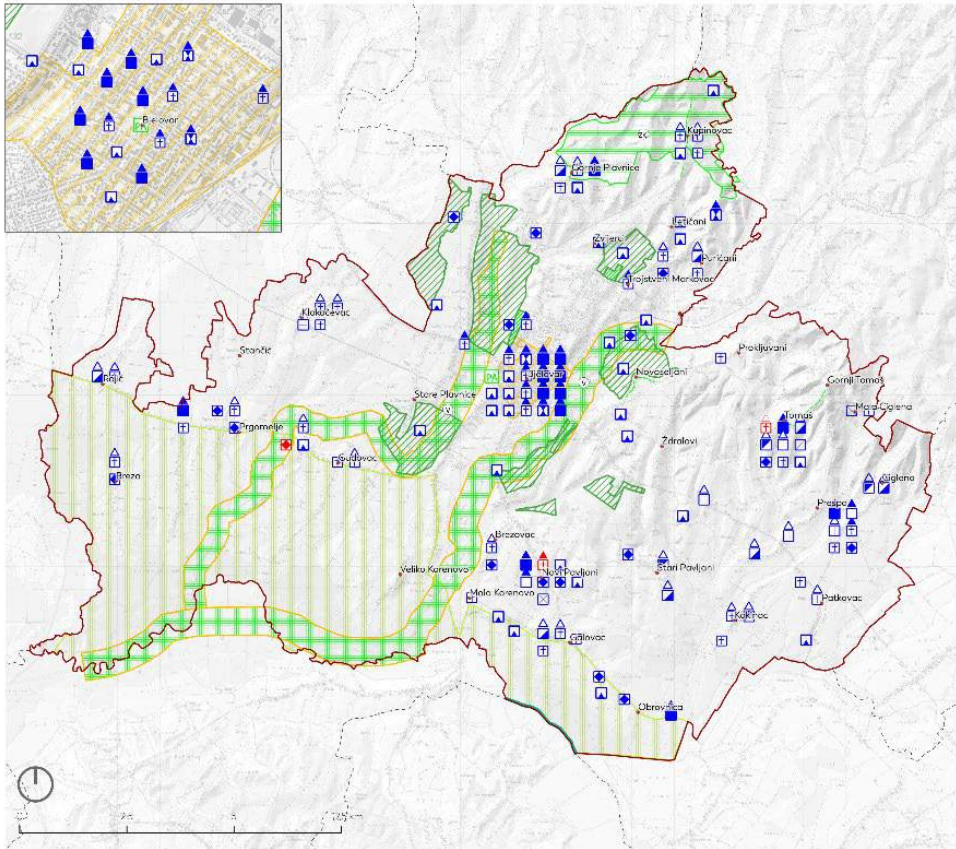 Bjelovar
Kupinovac
Gornje Plavnice
Letičani
Zvijerci
Puričani
Trojstveni Markovac
Klokočevac
Stančić
Prokljuvani
Rajić
Novoseljani
Bjelovar
PA
V
Gornji Tomaš
Stare Plavnice
V
Mala Ciglena
Tomaš
Prgomelje
Ždralovi
Gudovac
Breza
Ciglena
Prespa
Brezovac
Veliko Korenovo
Novi Pavljani
Stari Pavljani
Malo Korenovo
Patkovac
Kokinac
Galovac
Obrovnica